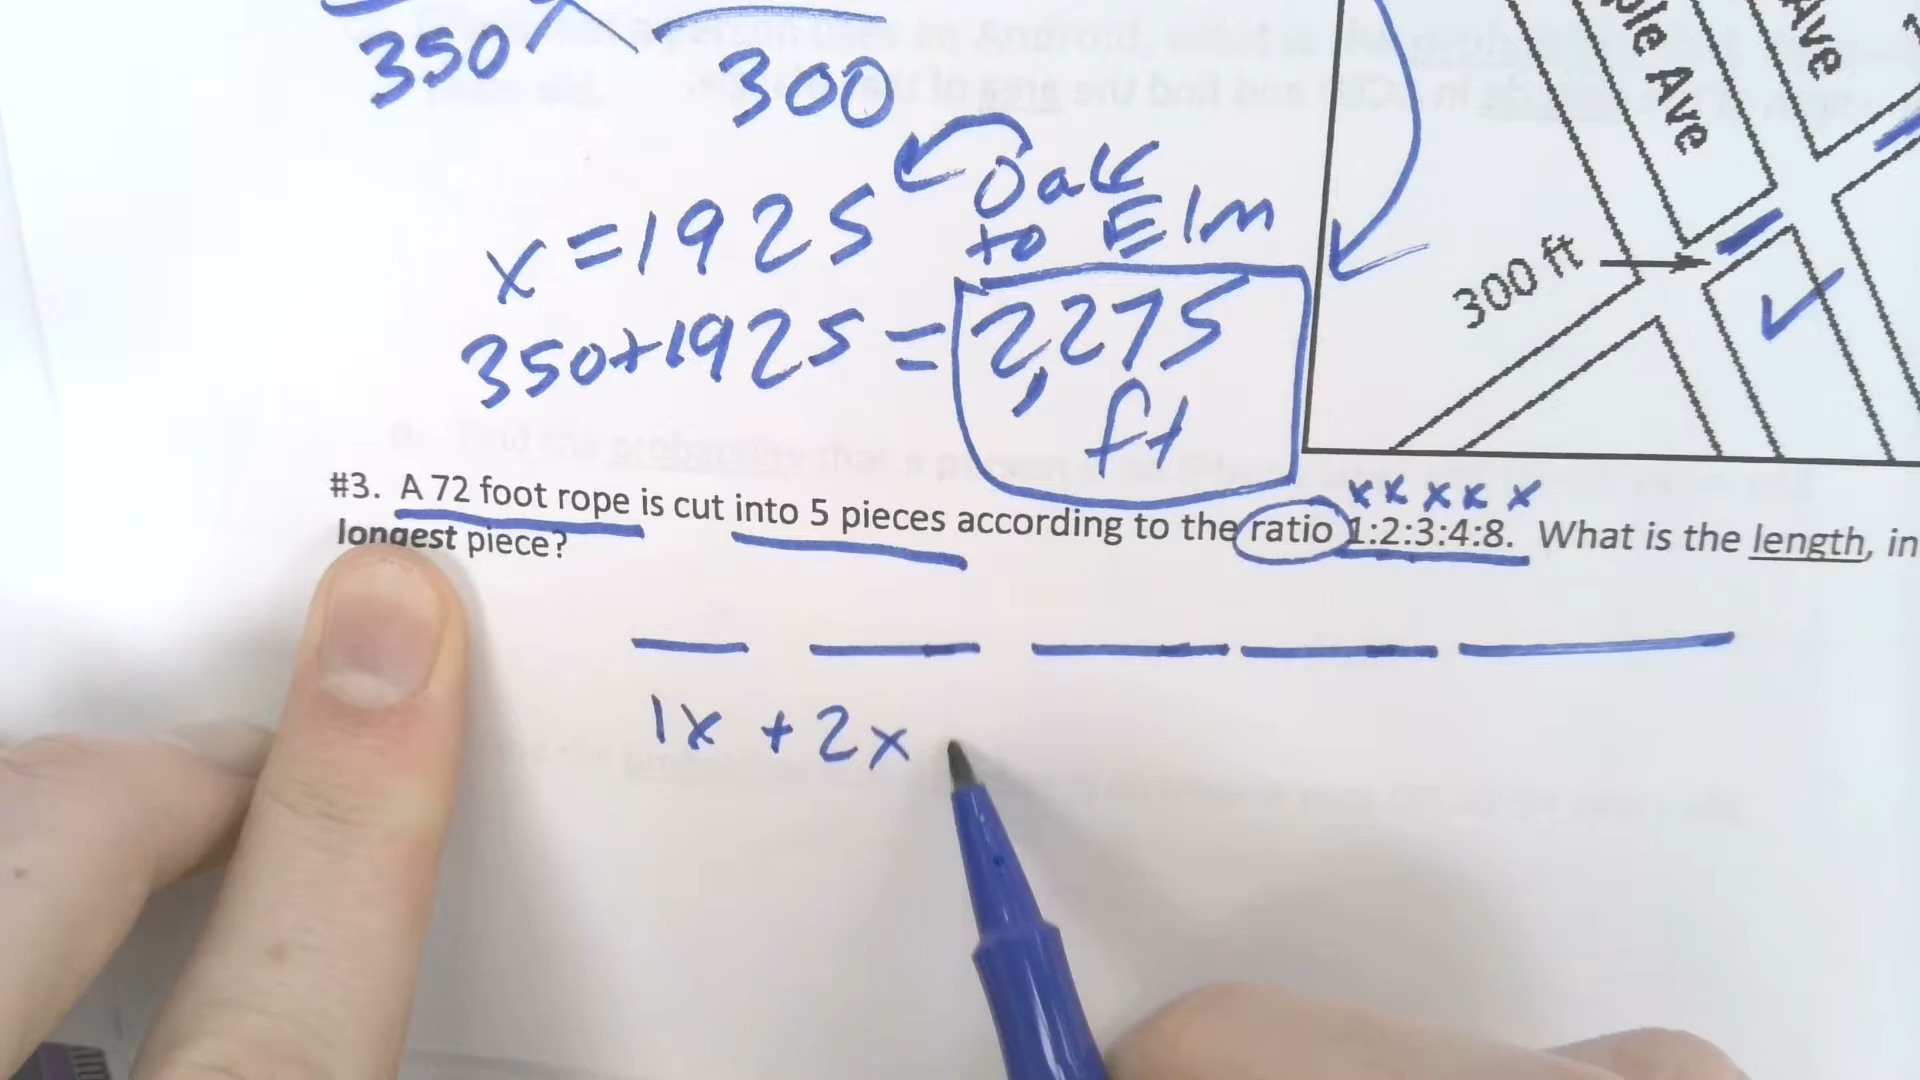 350
300
Oak
x=1925 to Elm
350+1925 = 2,275
ft
ple Ave
Ave
300 ft
x x x x x
#3. A 72 foot rope is cut into 5 pieces according to the ratio 1:2:3:4:8. What is the length, in
longest piece?
1x + 2x